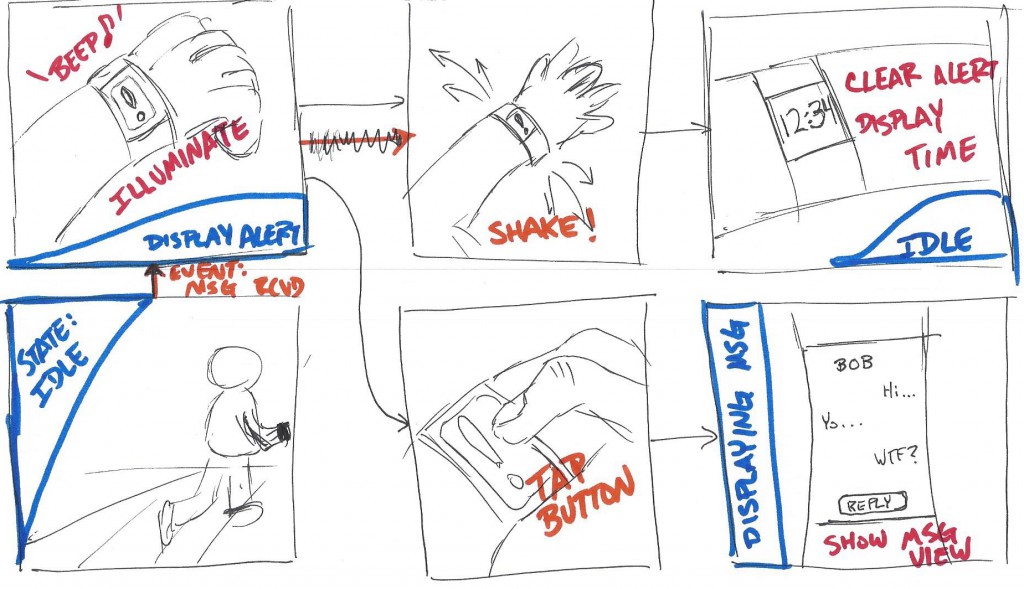 BEEP♫
!
ILLUMINATE
DISPLAY ALERT
!
SHAKE!
12:34
CLEAR ALERT
DISPLAY
TIME
IDLE
EVENT:
MSG RCVD
STATE:
IDLE
!
TAP
BUTTON
DISPLAYING MSG
BOB
Hi...
Yo...
WTF?
REPLY
SHOW MSG
VIEW